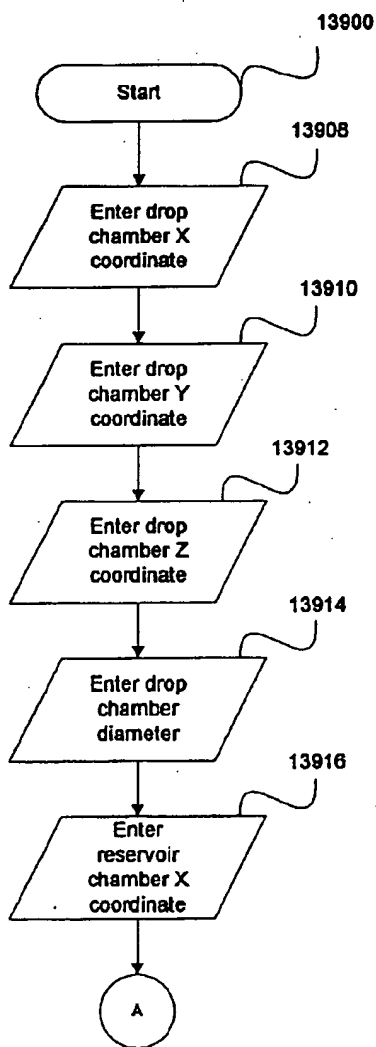 13900
Start
13908
Enter drop
chamber X
coordinate
13910
Enter drop
chamber Y
coordinate
13912
Enter drop
chamber Z
coordinate
13914
Enter drop
chamber
diameter
13916
Enter
reservoir
chamber X
coordinate
A